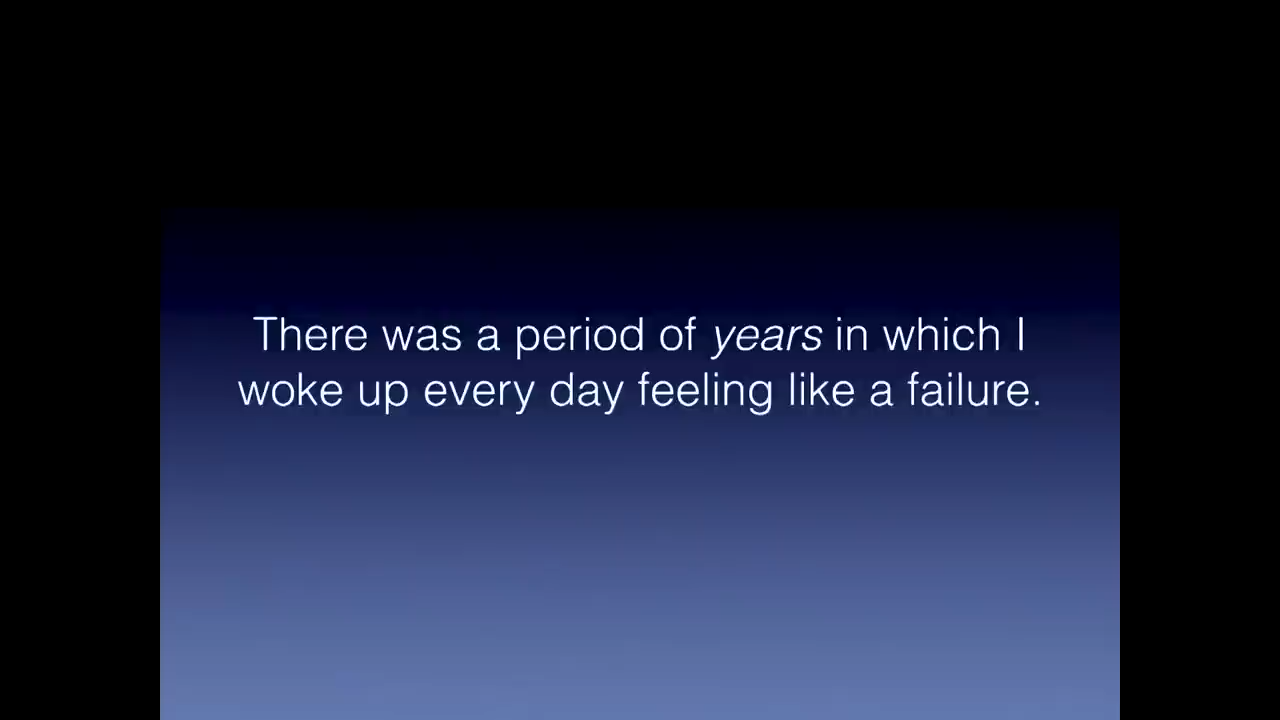 There was a period of years in which I
woke up every day feeling like a failure.